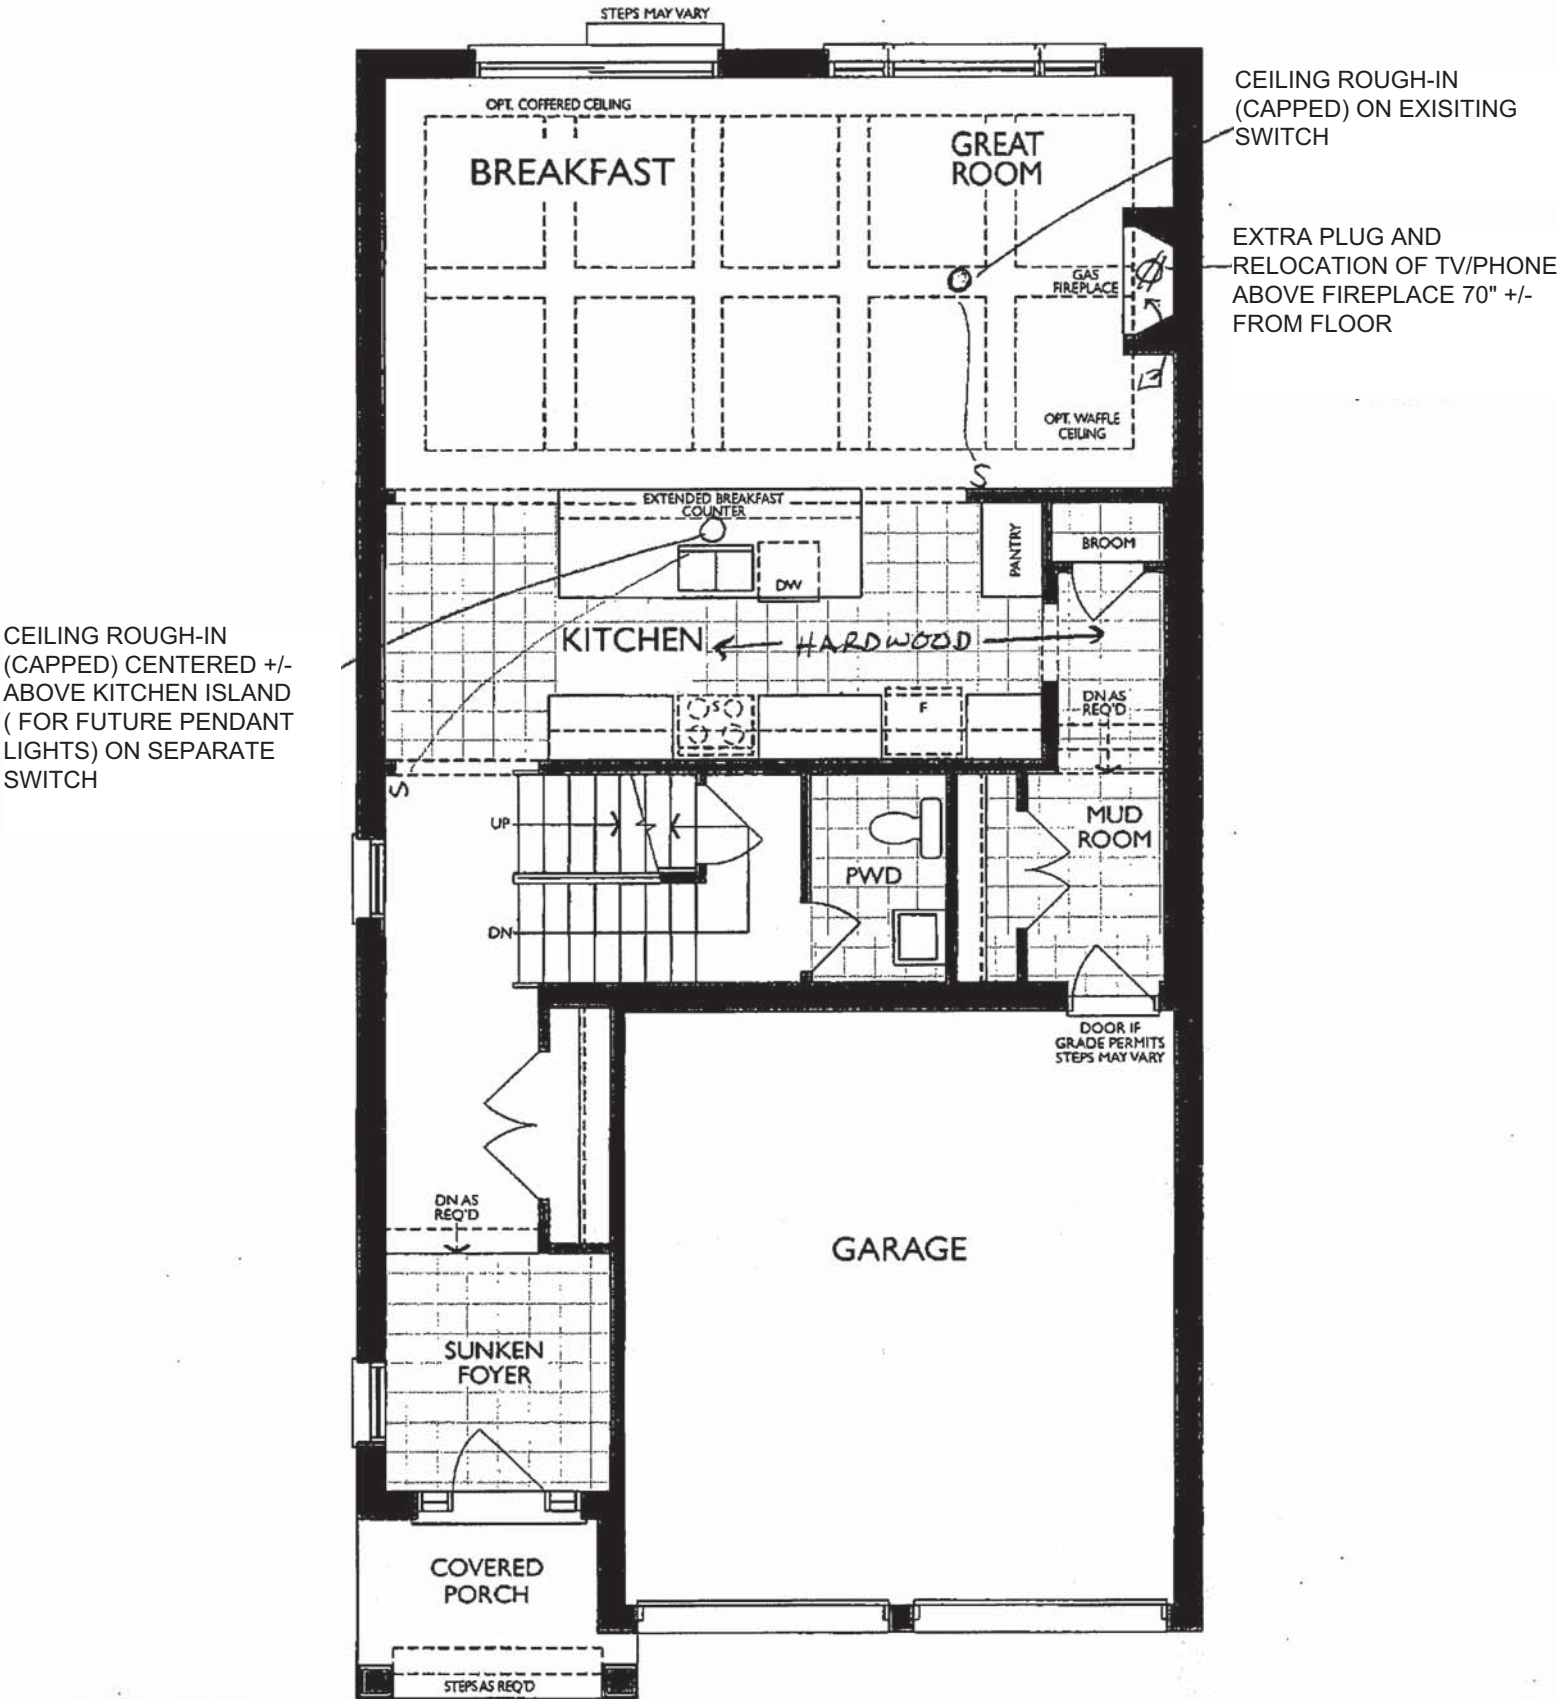 STEPS MAY VARY
OPT. COFFERED CEILING
BREAKFAST
GREAT
ROOM
CEILING ROUGH-IN
(CAPPED) ON EXISITING
SWITCH
EXTRA PLUG AND
RELOCATION OF TV/PHONE
ABOVE FIREPLACE 70" +/-
FROM FLOOR
GAS
FIREPLACE
OPT. WAFFLE
CEILING
S
EXTENDED BREAKFAST
COUNTER
DW
PANTRY
BROOM
KITCHEN
HARDWOOD
CEILING ROUGH-IN
(CAPPED) CENTERED +/-
ABOVE KITCHEN ISLAND
( FOR FUTURE PENDANT
LIGHTS) ON SEPARATE
SWITCH
S
F
DN AS
REQ'D
S
UP
DN
PWD
MUD
ROOM
DOOR IF
GRADE PERMITS
STEPS MAY VARY
DN AS
REQ'D
GARAGE
SUNKEN
FOYER
COVERED
PORCH
STEPS AS REQ'D